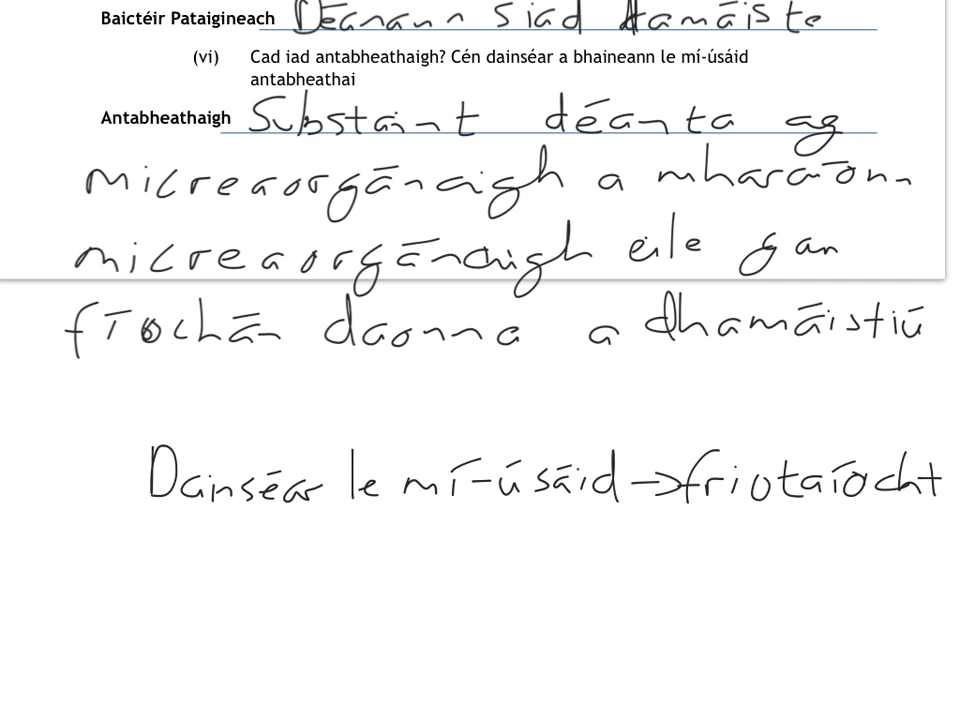 Baictéir Pataigineach Déanann siad damáiste
(vi) Cad iad antabheathaigh? Cén dainséar a bhaineann le mí-úsáid
antabheathai
Antabheathaigh Substaint déanta ag
micreaorgánaigh a mharaíonn
micreaorgánaigh eile gan
fíochán daonna a dhamáistiú
Dainséar le mí-úsáid →friotaíocht